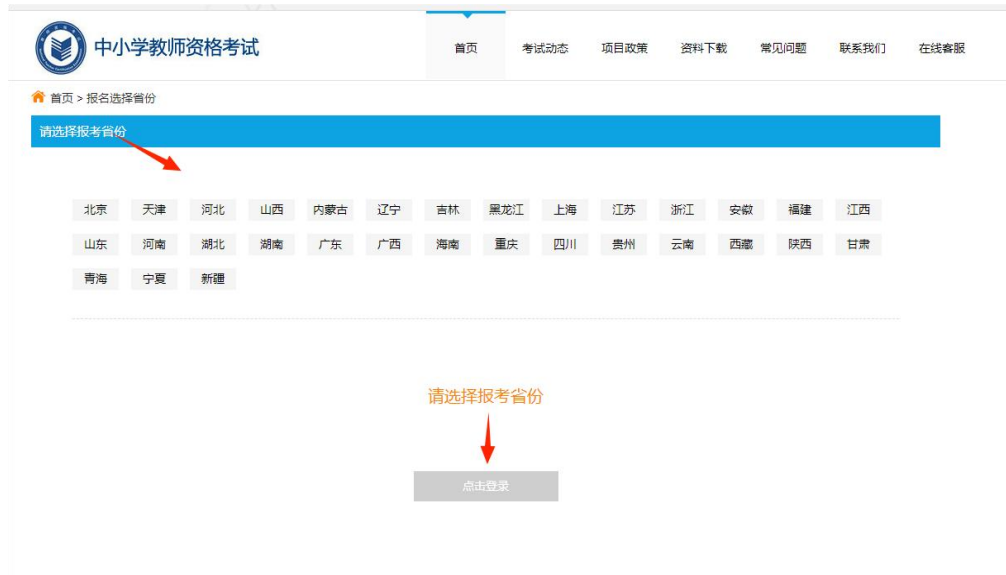 中小学教师资格考试
首页 考试动态 项目政策 资料下载 常见问题 联系我们 在线客服
首页 > 报名选择省份
请选择报考省份
北京 天津 河北 山西 内蒙古 辽宁 吉林 黑龙江 上海 江苏 浙江 安徽 福建 江西
山东 河南 湖北 湖南 广东 广西 海南 重庆 四川 贵州 云南 西藏 陕西 甘肃
青海 宁夏 新疆
请选择报考省份
点击登录